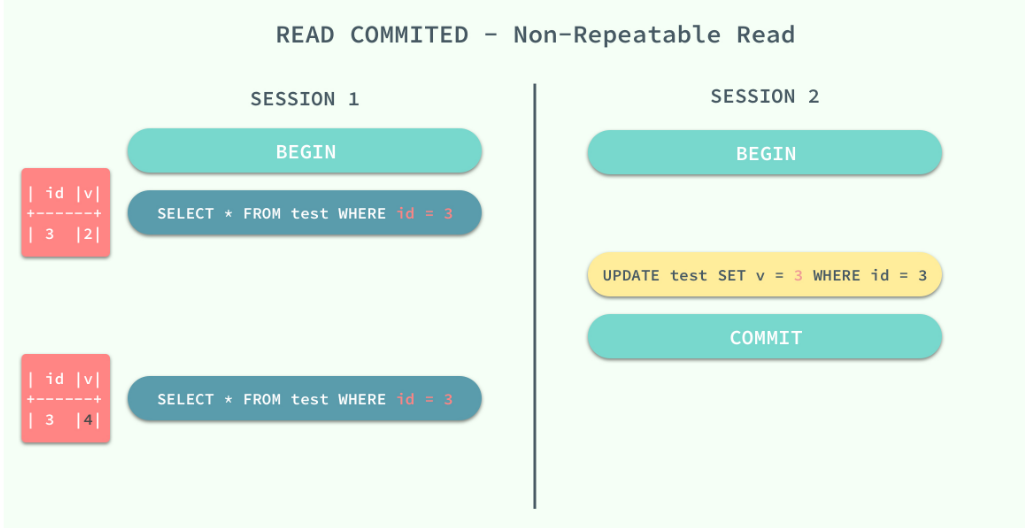 READ COMMITED - Non-Repeatable Read
SESSION 1
BEGIN
| id |v|
+------+
| 3 |2|
SELECT * FROM test WHERE id = 3
| id |v|
+------+
| 3 |4|
SELECT * FROM test WHERE id = 3
SESSION 2
BEGIN
UPDATE test SET v = 3 WHERE id = 3
COMMIT